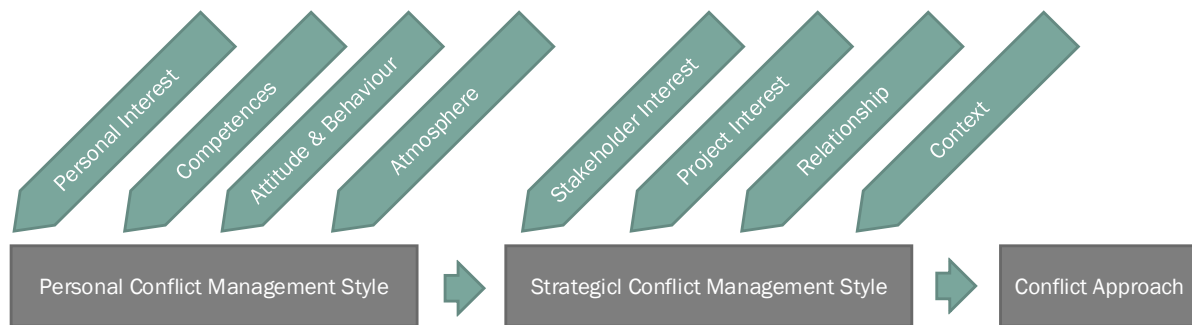 Personal Interest
Competences
Attitude & Behaviour
Atmosphere
Stakeholder Interest
Project Interest
Relationship
Context
Personal Conflict Management Style
Strategicl Conflict Management Style
Conflict Approach